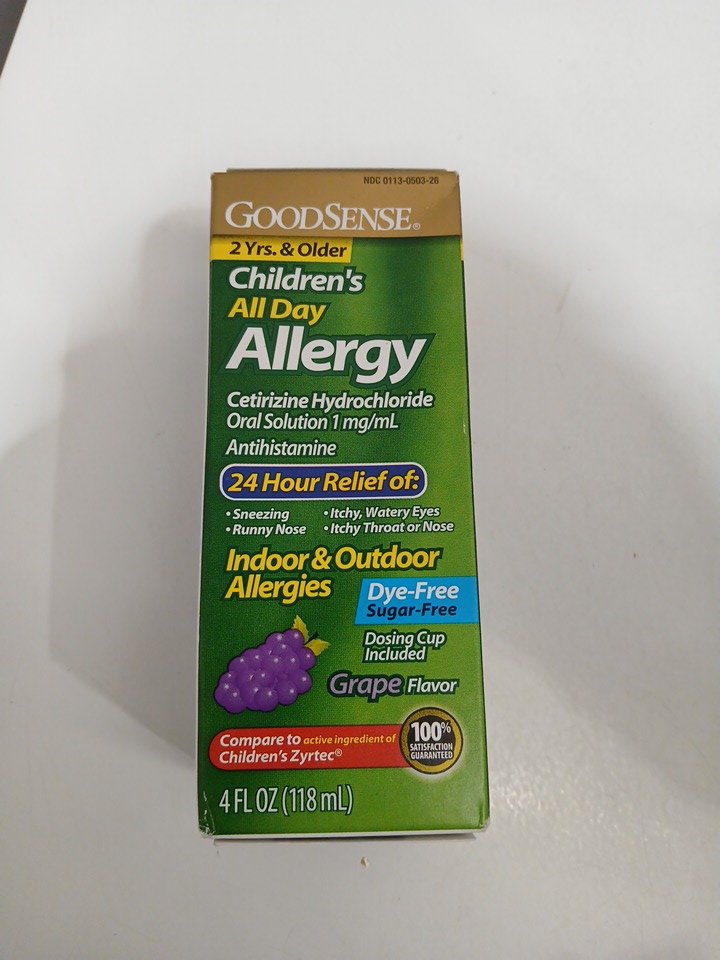 NDC 0113-0503-26
GOODSENSE®
2 Yrs. & Older
Children's
All Day
Allergy
Cetirizine Hydrochloride
Oral Solution 1 mg/mL
Antihistamine
24 Hour Relief of:
• Sneezing • Itchy, Watery Eyes
• Runny Nose • Itchy Throat or Nose
Indoor & Outdoor
Allergies
Dye-Free
Sugar-Free
Dosing Cup
Included
Grape Flavor
Compare to active ingredient of
Children's Zyrtec®
100%
SATISFACTION
GUARANTEED
4 FL OZ (118 mL)